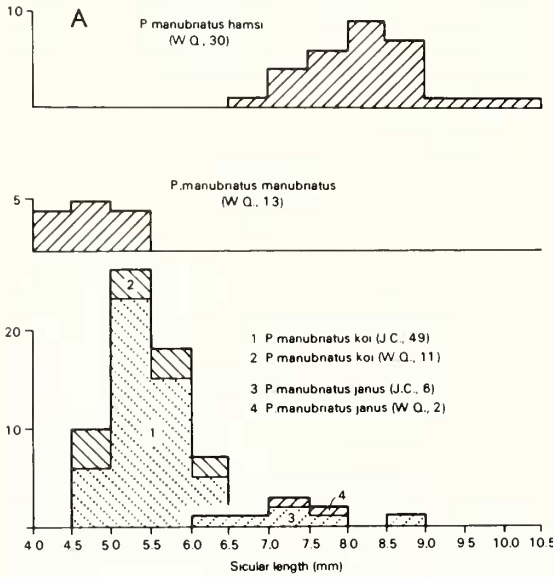 A
10
P manubriatus hamsi
(W Q., 30)
P.manubriatus manubriatus
(W Q., 13)
5
2
20
1 P manubriatus koi (J.C., 49)
2 P manubriatus koi (W Q., 11)
3 P manubriatus janus (J.C., 6)
4 P.manubriatus janus (W Q., 2)
1
10
4
3
4 0 4.5 5 0 5.5 6 0 6.5 7.0 7.5 8.0 8.5 9.0 9 5 10.0 10.5
Sicular length (mm)